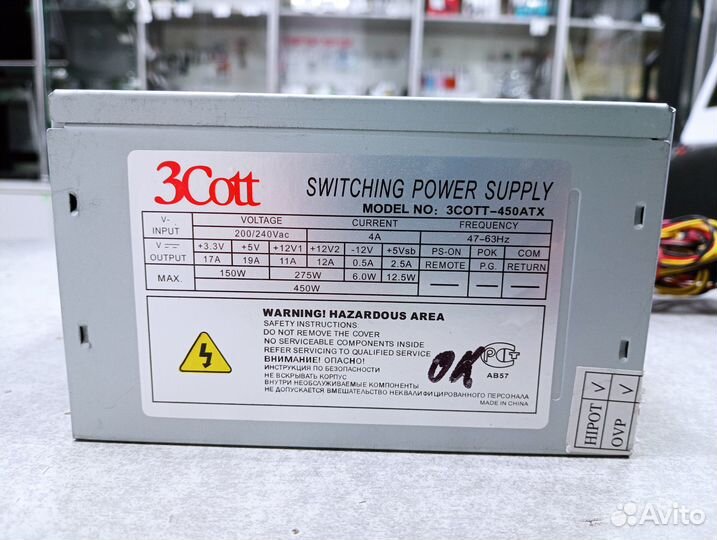 3Cott SWITCHING POWER SUPPLY
MODEL NO: 3COTT-450ATX
V~ INPUT VOLTAGE CURRENT FREQUENCY
200/240Vac 4A 47-63Hz
V⎓ OUTPUT +3.3V +5V +12V1 +12V2 -12V +5Vsb PS-ON POK COM
17A 19A 11A 12A 0.5A 2.5A REMOTE P.G. RETURN
MAX. 150W 275W 6.0W 12.5W — — —
450W
WARNING! HAZARDOUS AREA
SAFETY INSTRUCTIONS
DO NOT REMOVE THE COVER
NO SERVICEABLE COMPONENTS INSIDE
REFER SERVICING TO QUALIFIED SERVICE
ВНИМАНИЕ! ОПАСНО!
ИНСТРУКЦИЯ ПО БЕЗОПАСНОСТИ
НЕ ВСКРЫВАТЬ КОРПУС
ВНУТРИ НЕОБСЛУЖИВАЕМЫЕ КОМПОНЕНТЫ
НЕ ДОПУСКАЕТСЯ ВМЕШАТЕЛЬСТВО НЕКВАЛИФИЦИРОВАННОГО ПЕРСОНАЛА
MADE IN CHINA
OK
РСТ
АВ57
HIPOT V
OVP V
Avito